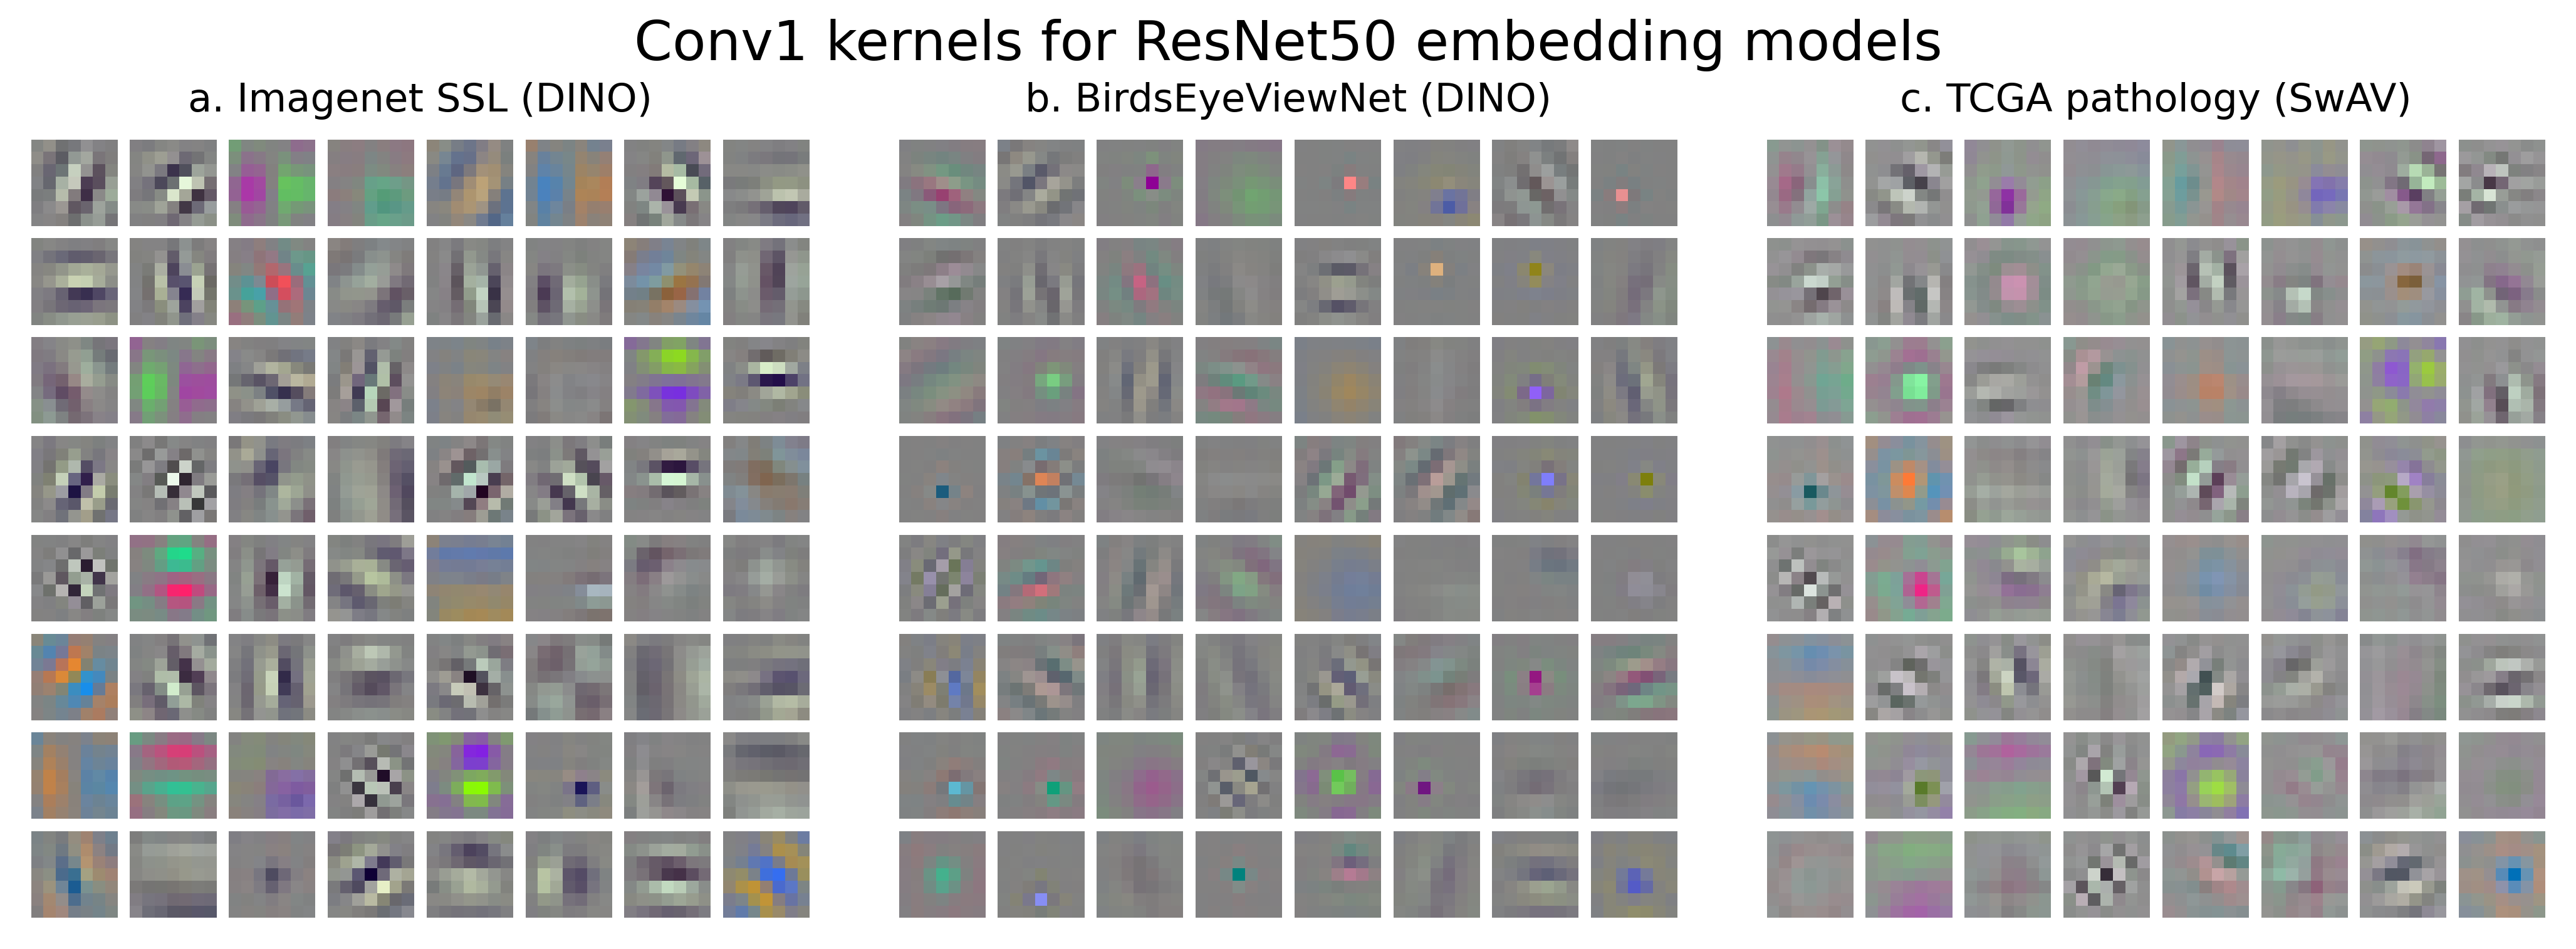 Conv1 kernels for ResNet50 embedding models
a. Imagenet SSL (DINO)
b. BirdsEyeViewNet (DINO)
c. TCGA pathology (SwAV)